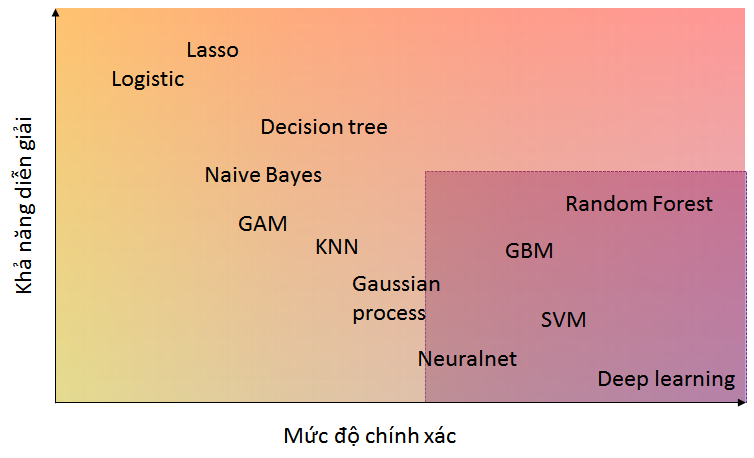 Lasso
Logistic
Decision tree
Naive Bayes
Random Forest
GAM
KNN
GBM
Gaussian
process
SVM
Neuralnet
Deep learning
Khả năng diễn giải
Mức độ chính xác